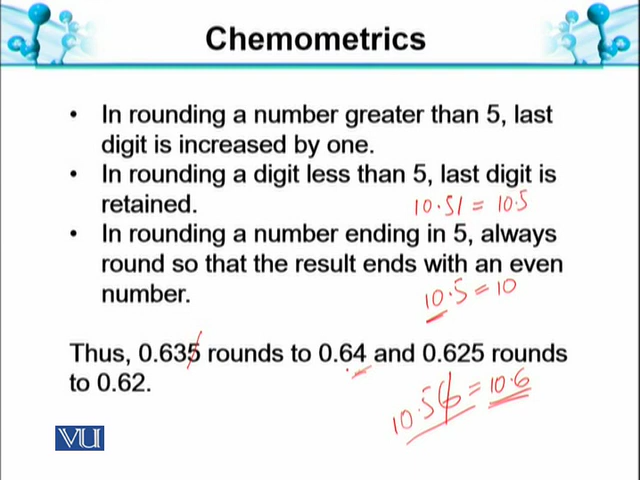 Chemometrics
• In rounding a number greater than 5, last
digit is increased by one.
• In rounding a digit less than 5, last digit is
retained.
10.51 = 10.5
• In rounding a number ending in 5, always
round so that the result ends with an even
number.
10.5 = 10
Thus, 0.635 rounds to 0.64 and 0.625 rounds
to 0.62.
10.56 = 10.6
VU